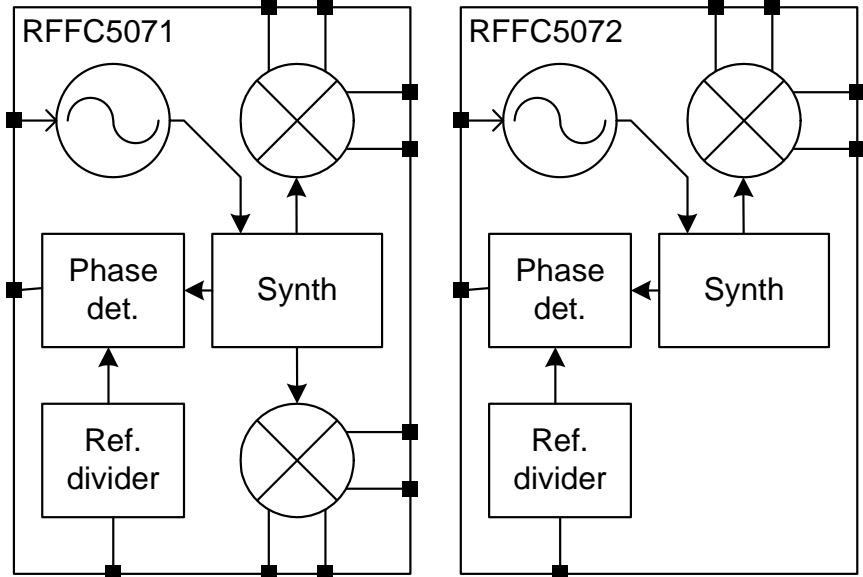 RFFC5071
Phase
det.
Synth
Ref.
divider
RFFC5072
Phase
det.
Synth
Ref.
divider